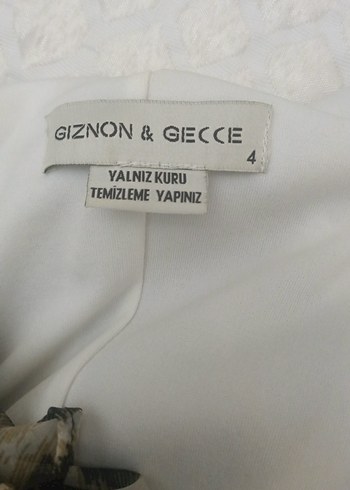 GIZNON & GECCE
4
YALNIZ KURU
TEMİZLEME YAPINIZ